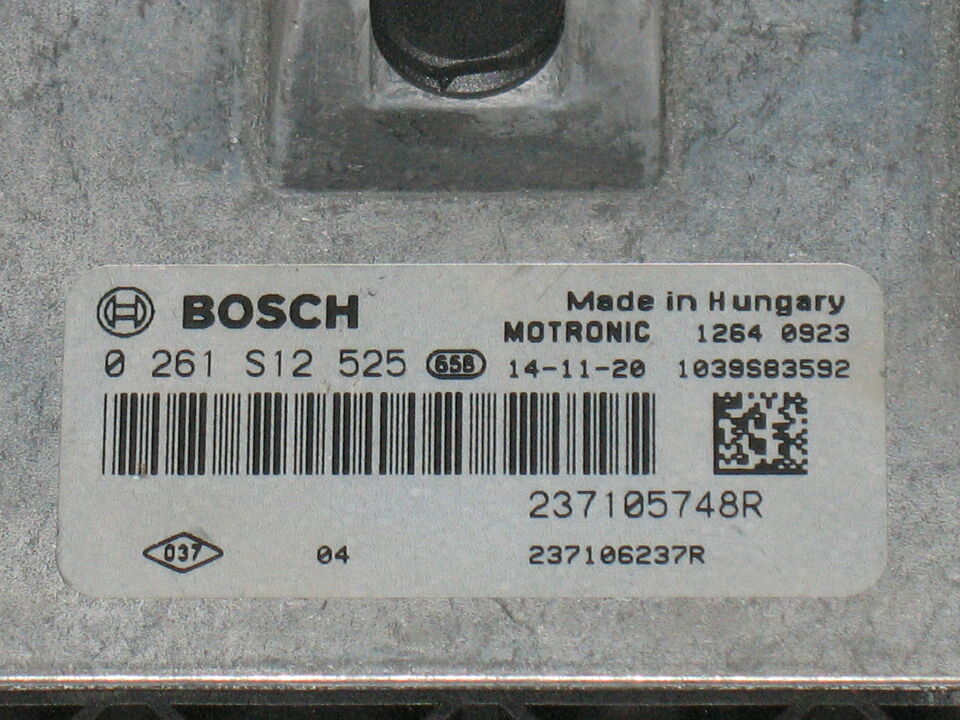 BOSCH
Made in Hungary
MOTRONIC 1264 0923
0 261 S12 525 6SB 14-11-20 1039S83592
237105748R
037 04 237106237R